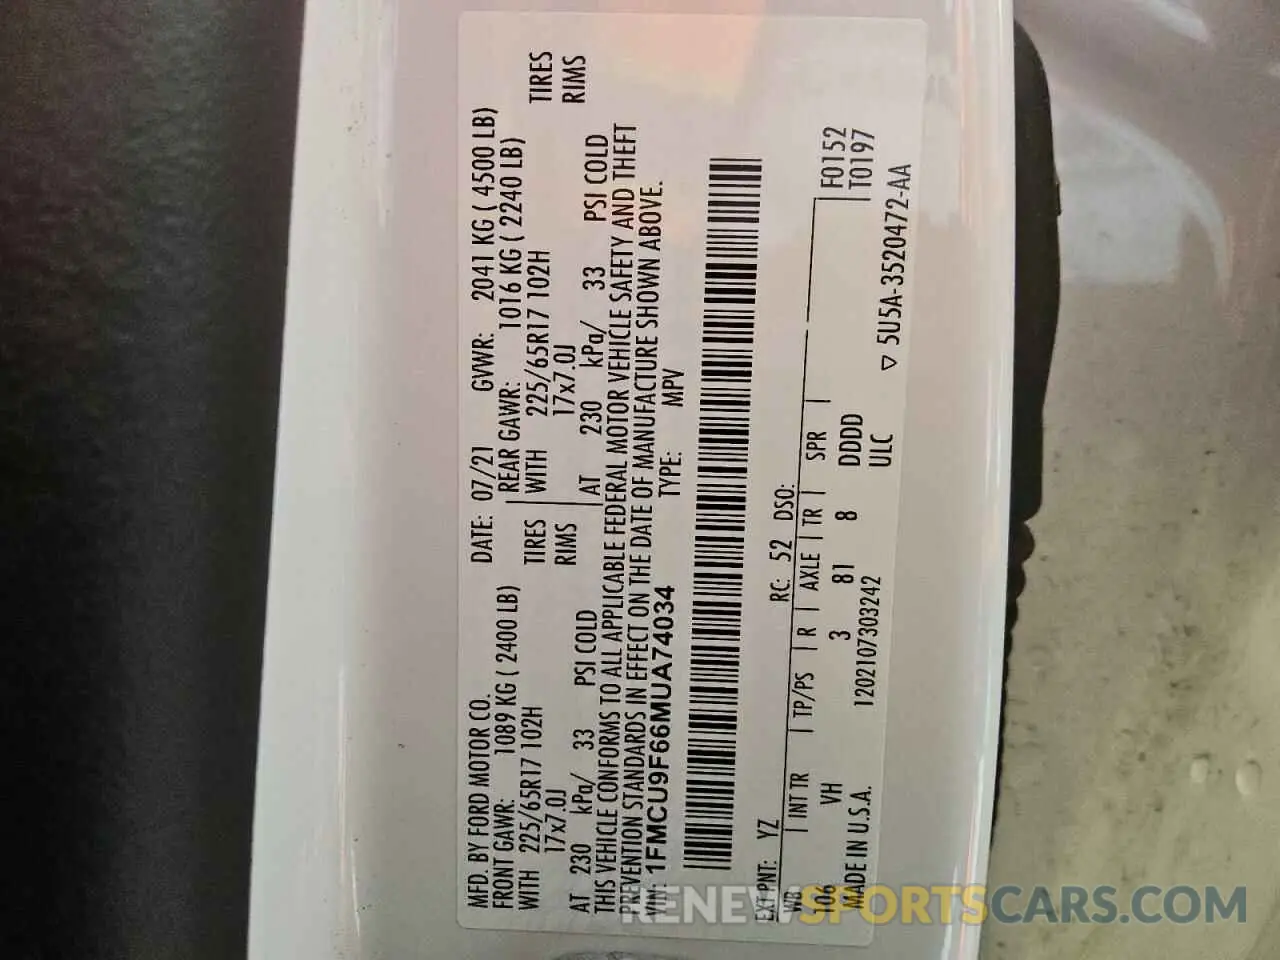 MFD. BY FORD MOTOR CO.
DATE: 07/21 GVWR: 2041 KG ( 4500 LB)
FRONT GAWR: 1089 KG ( 2400 LB) REAR GAWR: 1016 KG ( 2240 LB)
WITH 225/65R17 102H TIRES WITH 225/65R17 102H TIRES
17x7.0J RIMS 17x7.0J RIMS
AT 230 kPa/ 33 PSI COLD AT 230 kPa/ 33 PSI COLD
THIS VEHICLE CONFORMS TO ALL APPLICABLE FEDERAL MOTOR VEHICLE SAFETY AND THEFT
PREVENTION STANDARDS IN EFFECT ON THE DATE OF MANUFACTURE SHOWN ABOVE.
VIN: 1FMCU9F66MUA74034 TYPE: MPV
EXT PNT: YZ RC: 52 DSO:
WB INT TR TP/PS R AXLE TR SPR F0152
106 VH 3 81 8 DDDD T0197
MADE IN U.S.A. 1202107303242 ULC
▽ 5U5A-3520472-AA
RENEWSPORTSCARS.COM